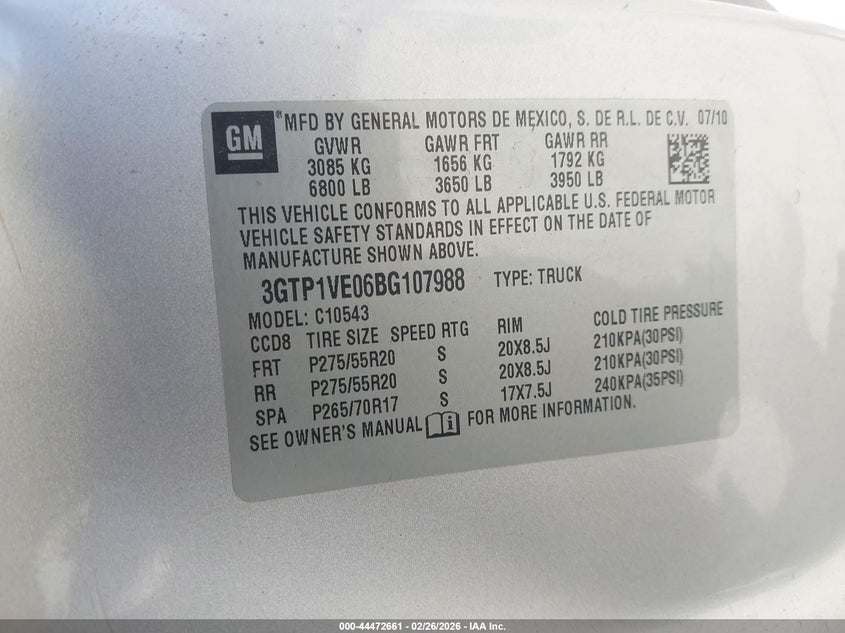 GM ® MFD BY GENERAL MOTORS DE MEXICO, S. DE R.L. DE C.V. 07/10
GVWR GAWR FRT GAWR RR
3085 KG 1656 KG 1792 KG
6800 LB 3650 LB 3950 LB
THIS VEHICLE CONFORMS TO ALL APPLICABLE U.S. FEDERAL MOTOR
VEHICLE SAFETY STANDARDS IN EFFECT ON THE DATE OF
MANUFACTURE SHOWN ABOVE.
3GTP1VE06BG107988 TYPE: TRUCK
MODEL: C10543
CCD8 TIRE SIZE SPEED RTG RIM COLD TIRE PRESSURE
FRT P275/55R20 S 20X8.5J 210KPA(30PSI)
RR P275/55R20 S 20X8.5J 210KPA(30PSI)
SPA P265/70R17 S 17X7.5J 240KPA(35PSI)
SEE OWNER'S MANUAL FOR MORE INFORMATION.
000-44472661 - 02/26/2026 - IAA Inc.